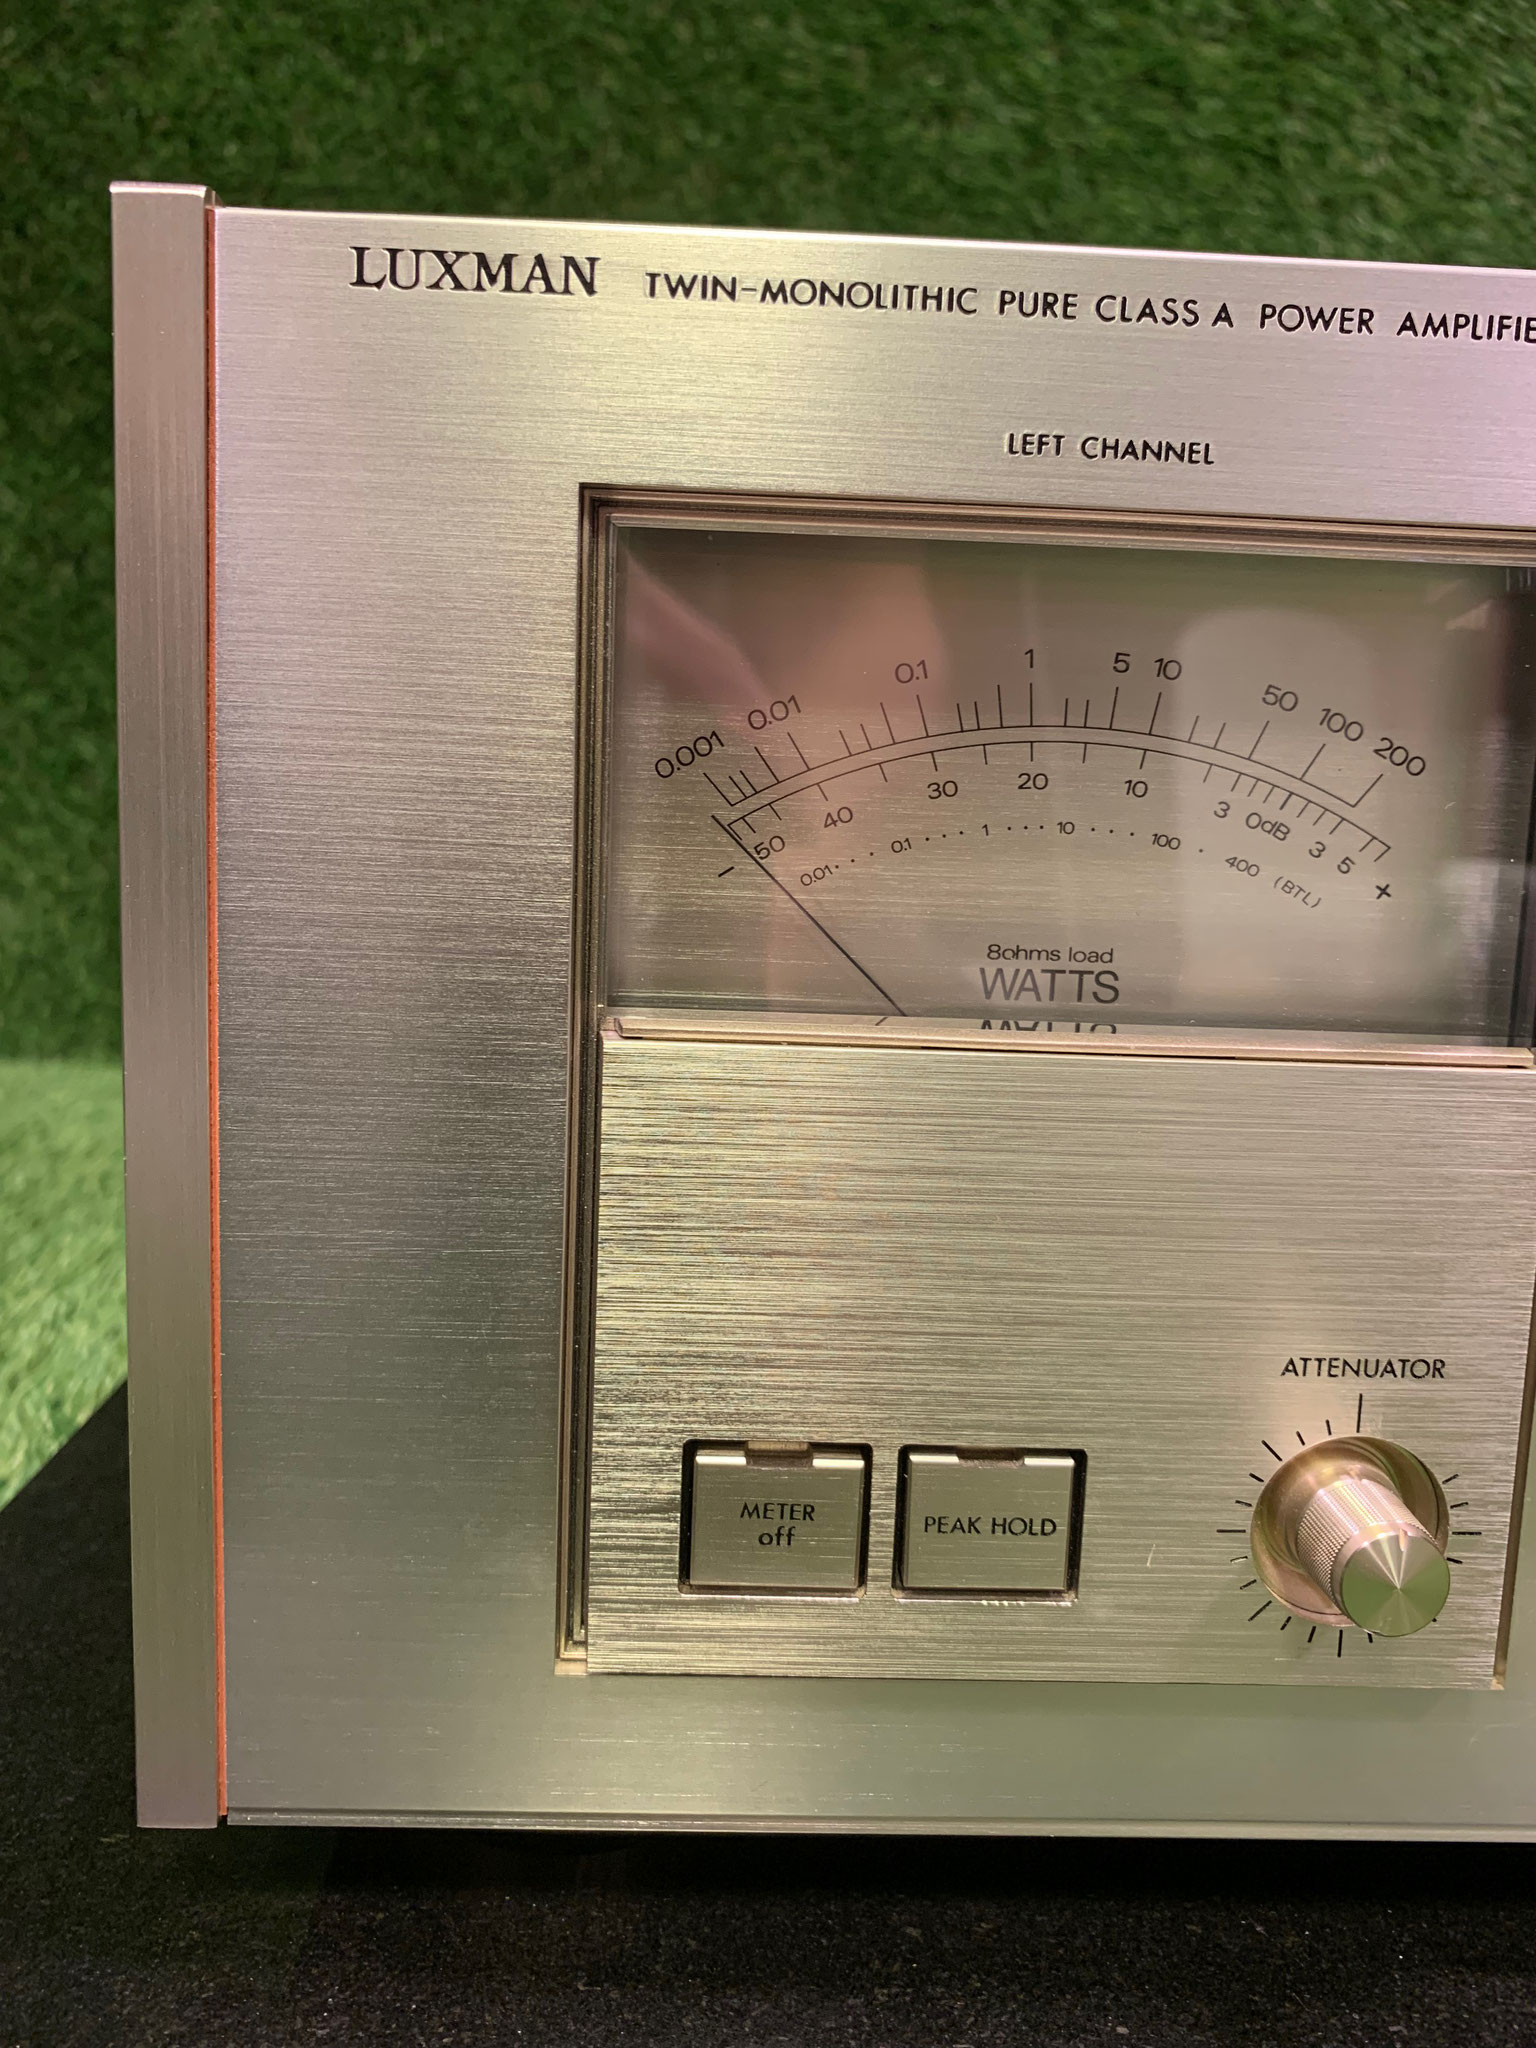 LUXMAN TWIN-MONOLITHIC PURE CLASS A POWER AMPLIFIE
LEFT CHANNEL
0.001 0.01 0.1 1 5 10 50 100 200
- 50 40 30 20 10 3 0dB 3 5 +
0.01 · · · 0.1 · · · · 1 · · · · 10 · · · · 100 · 400 (BTL)
8ohms load
WATTS
ATTENUATOR
METER
off
PEAK HOLD